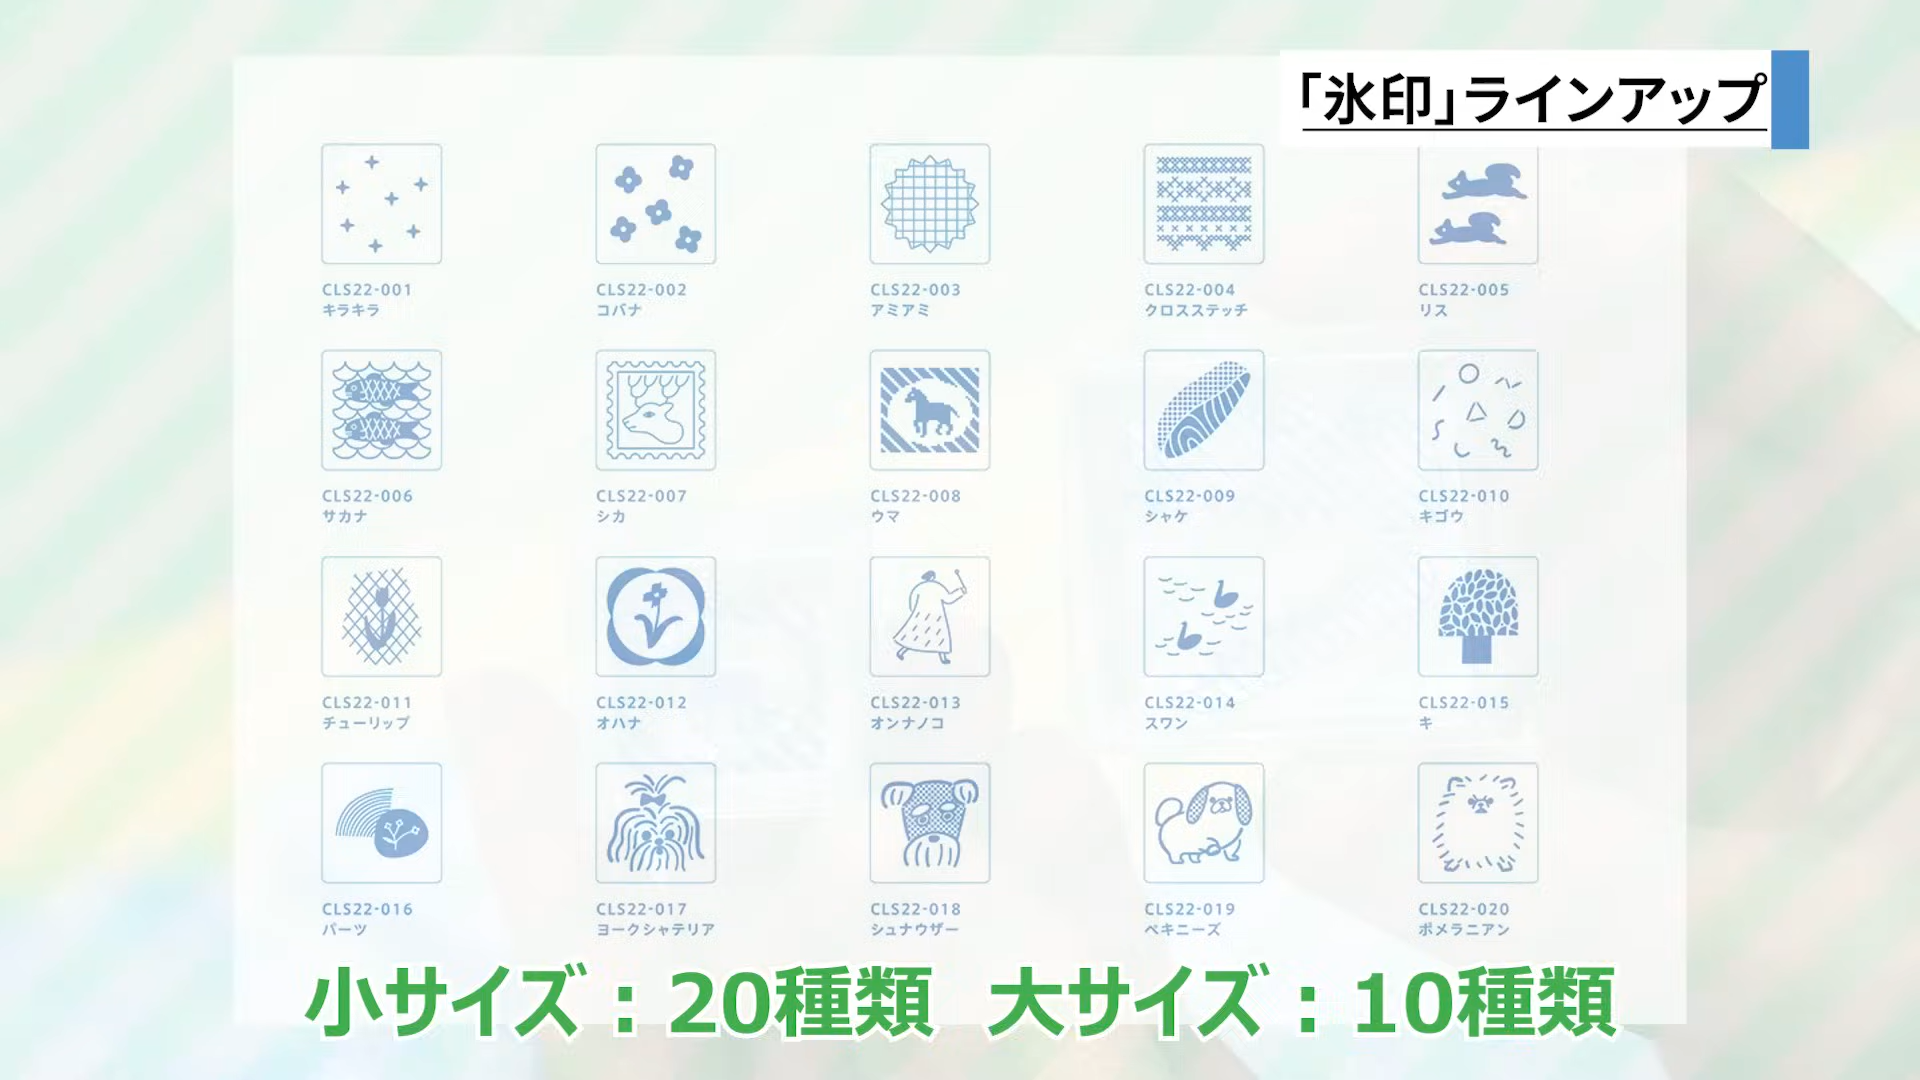 「氷印」ラインアップ
CLS22-001
キラキラ
CLS22-002
コバナ
CLS22-003
アミアミ
CLS22-004
クロスステッチ
CLS22-005
リス
CLS22-006
サカナ
CLS22-007
シカ
CLS22-008
ウマ
CLS22-009
シャケ
CLS22-010
キゴウ
CLS22-011
チューリップ
CLS22-012
オハナ
CLS22-013
オンナノコ
CLS22-014
スワン
CLS22-015
キ
CLS22-016
パーツ
CLS22-017
ヨークシャテリア
CLS22-018
シュナウザー
CLS22-019
ペキニーズ
CLS22-020
ポメラニアン
小サイズ：20種類 大サイズ：10種類